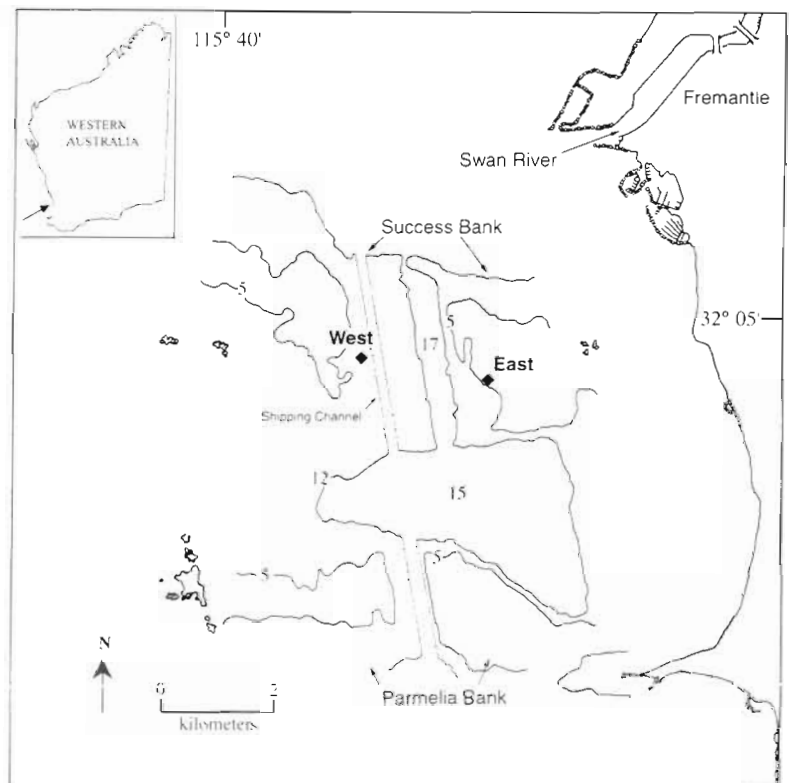 115° 40'
WESTERN
AUSTRALIA
Fremantie
Swan River
Success Bank
5
5
32° 05'
17
West
East
Shipping Channel
12
15
5
5
N
0
2
Parmelia Bank
kilometers